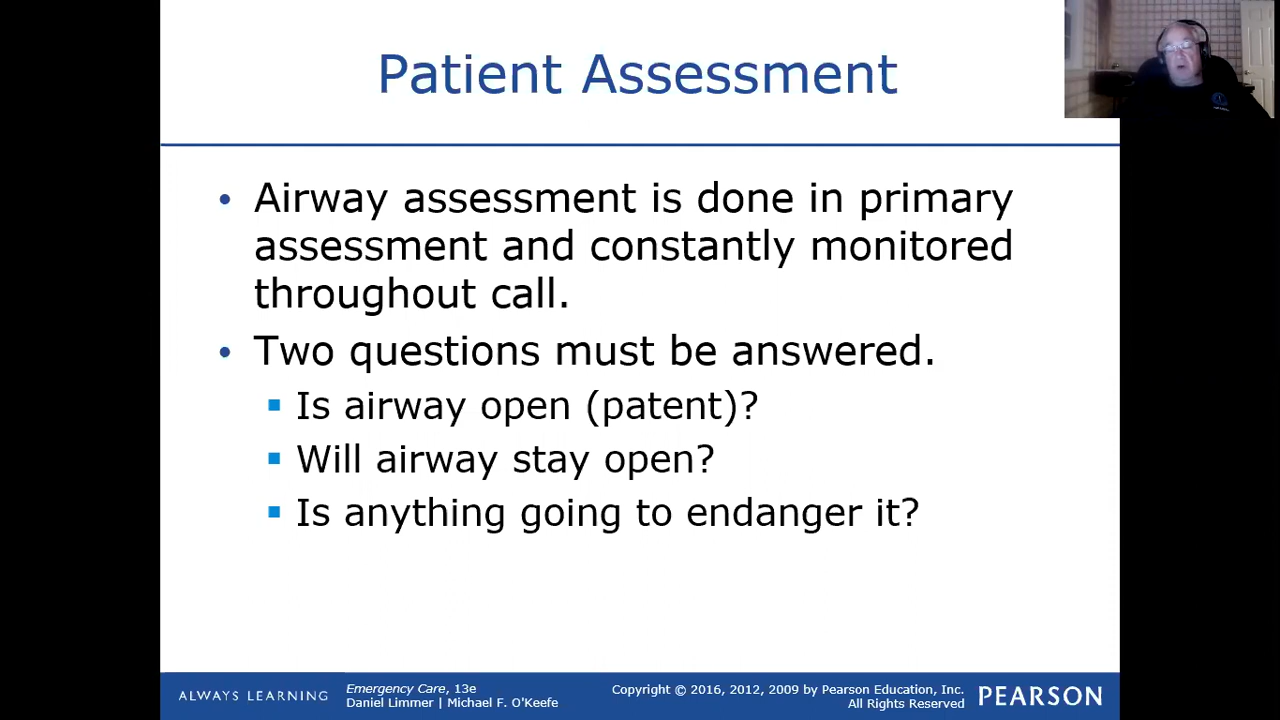 Patient Assessment
• Airway assessment is done in primary
assessment and constantly monitored
throughout call.
• Two questions must be answered.
▪ Is airway open (patent)?
▪ Will airway stay open?
▪ Is anything going to endanger it?
ALWAYS LEARNING
Emergency Care, 13e
Daniel Limmer | Michael F. O'Keefe
Copyright © 2016, 2012, 2009 by Pearson Education, Inc.
All Rights Reserved
PEARSON